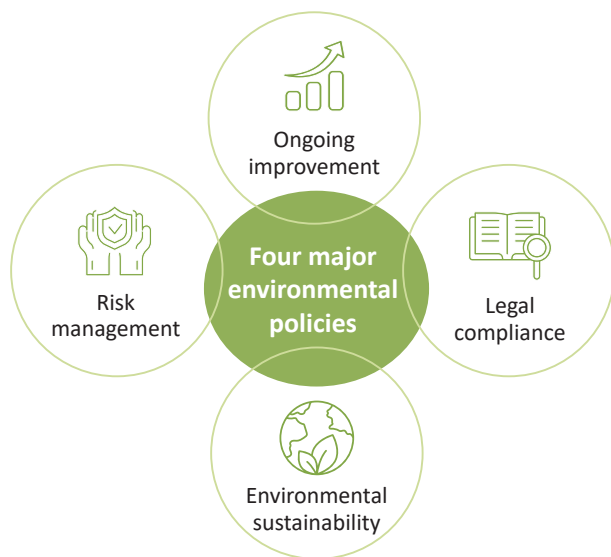 Ongoing
improvement
Four major
environmental
policies
Risk
management
Legal
compliance
Environmental
sustainability